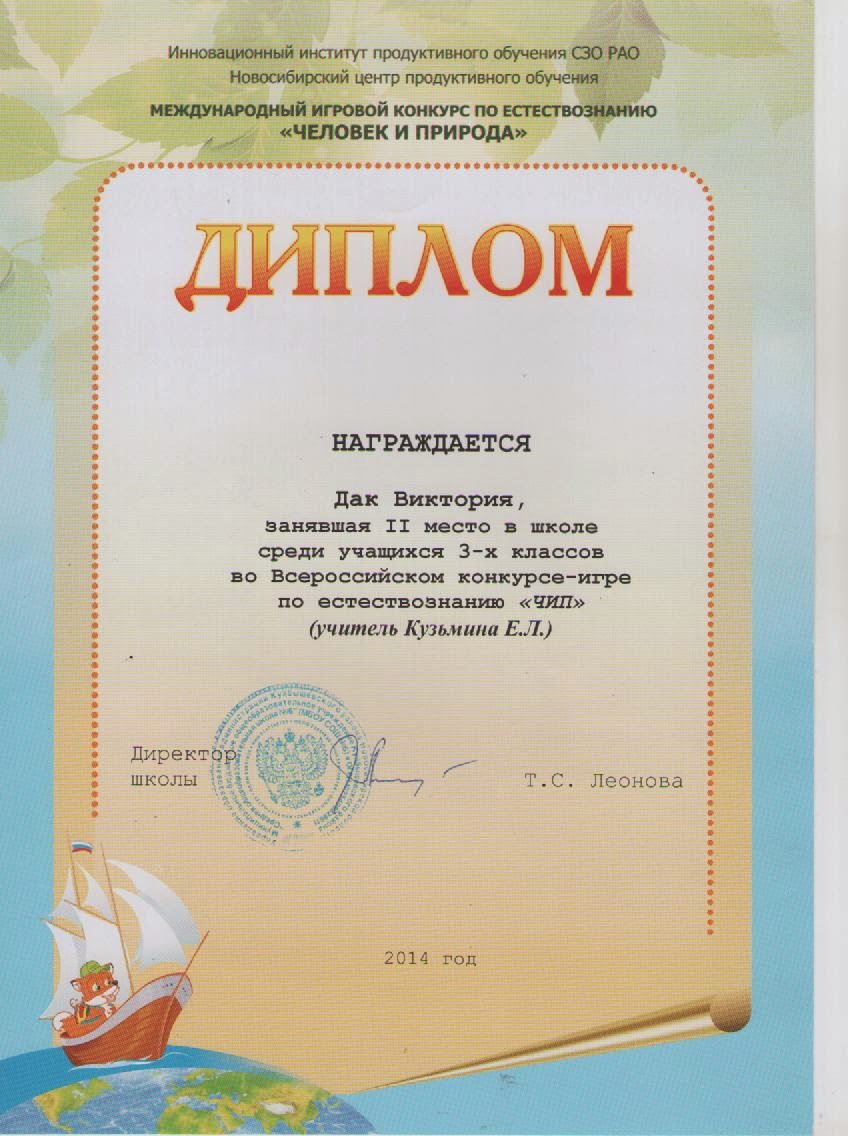 Инновационный институт продуктивного обучения СЗО РАО
Новосибирский центр продуктивного обучения
МЕЖДУНАРОДНЫЙ ИГРОВОЙ КОНКУРС ПО ЕСТЕСТВОЗНАНИЮ
«ЧЕЛОВЕК И ПРИРОДА»
ДИПЛОМ
НАГРАЖДАЕТСЯ
Дак Виктория,
занявшая II место в школе
среди учащихся 3-х классов
во Всероссийском конкурсе-игре
по естествознанию «ЧИП»
(учитель Кузьмина Е.Л.)
Директор
школы
Т.С. Леонова
2014 год